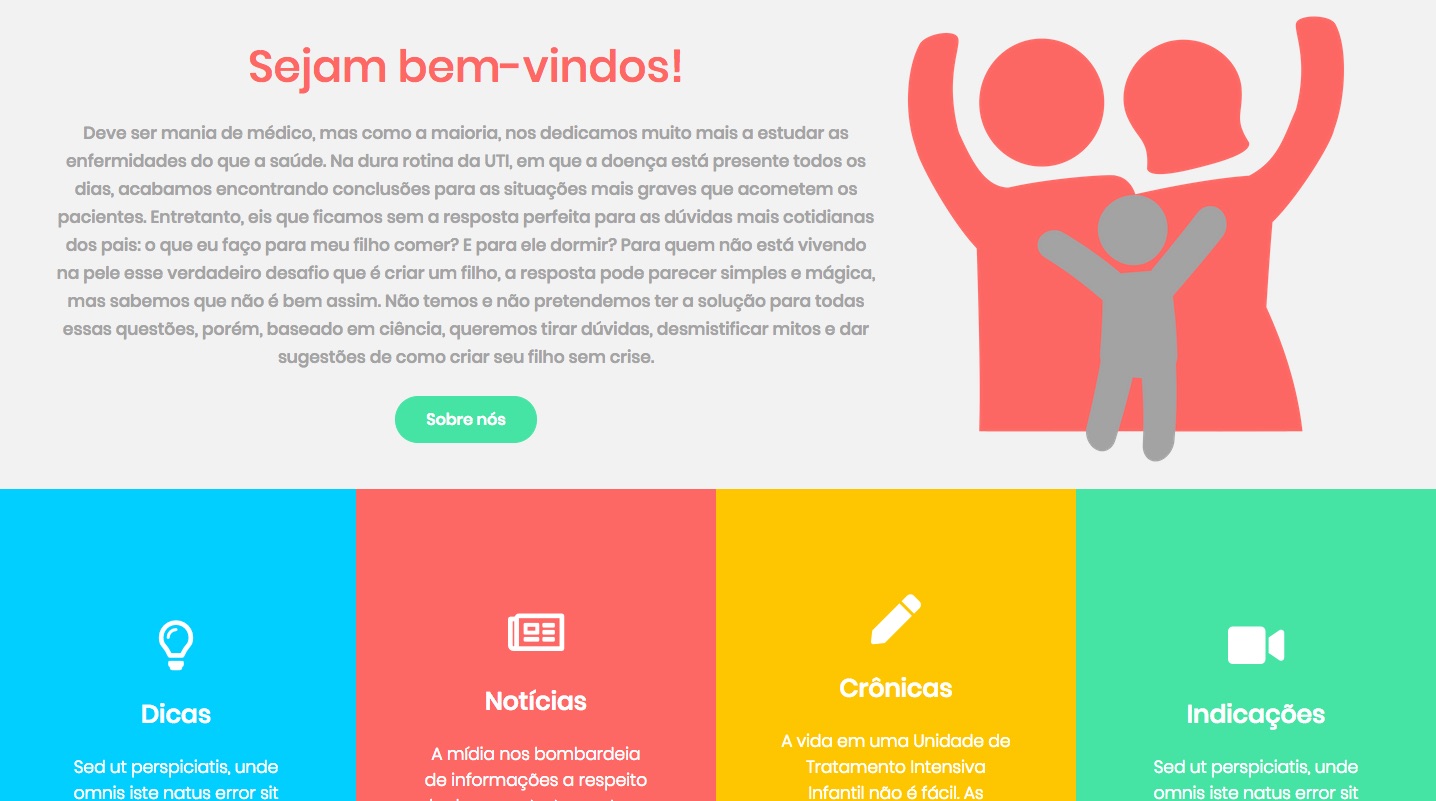 Sejam bem-vindos!
Deve ser mania de médico, mas como a maioria, nos dedicamos muito mais a estudar as
enfermidades do que a saúde. Na dura rotina da UTI, em que a doença está presente todos os
dias, acabamos encontrando conclusões para as situações mais graves que acometem os
pacientes. Entretanto, eis que ficamos sem a resposta perfeita para as dúvidas mais cotidianas
dos pais: o que eu faço para meu filho comer? E para ele dormir? Para quem não está vivendo
na pele esse verdadeiro desafio que é criar um filho, a resposta pode parecer simples e mágica,
mas sabemos que não é bem assim. Não temos e não pretendemos ter a solução para todas
essas questões, porém, baseado em ciência, queremos tirar dúvidas, desmistificar mitos e dar
sugestões de como criar seu filho sem crise.
Sobre nós
Dicas
Sed ut perspiciatis, unde
omnis iste natus error sit
Notícias
A mídia nos bombardeia
de informações a respeito
Crônicas
A vida em uma Unidade de
Tratamento Intensiva
Infantil não é fácil. As
Indicações
Sed ut perspiciatis, unde
omnis iste natus error sit